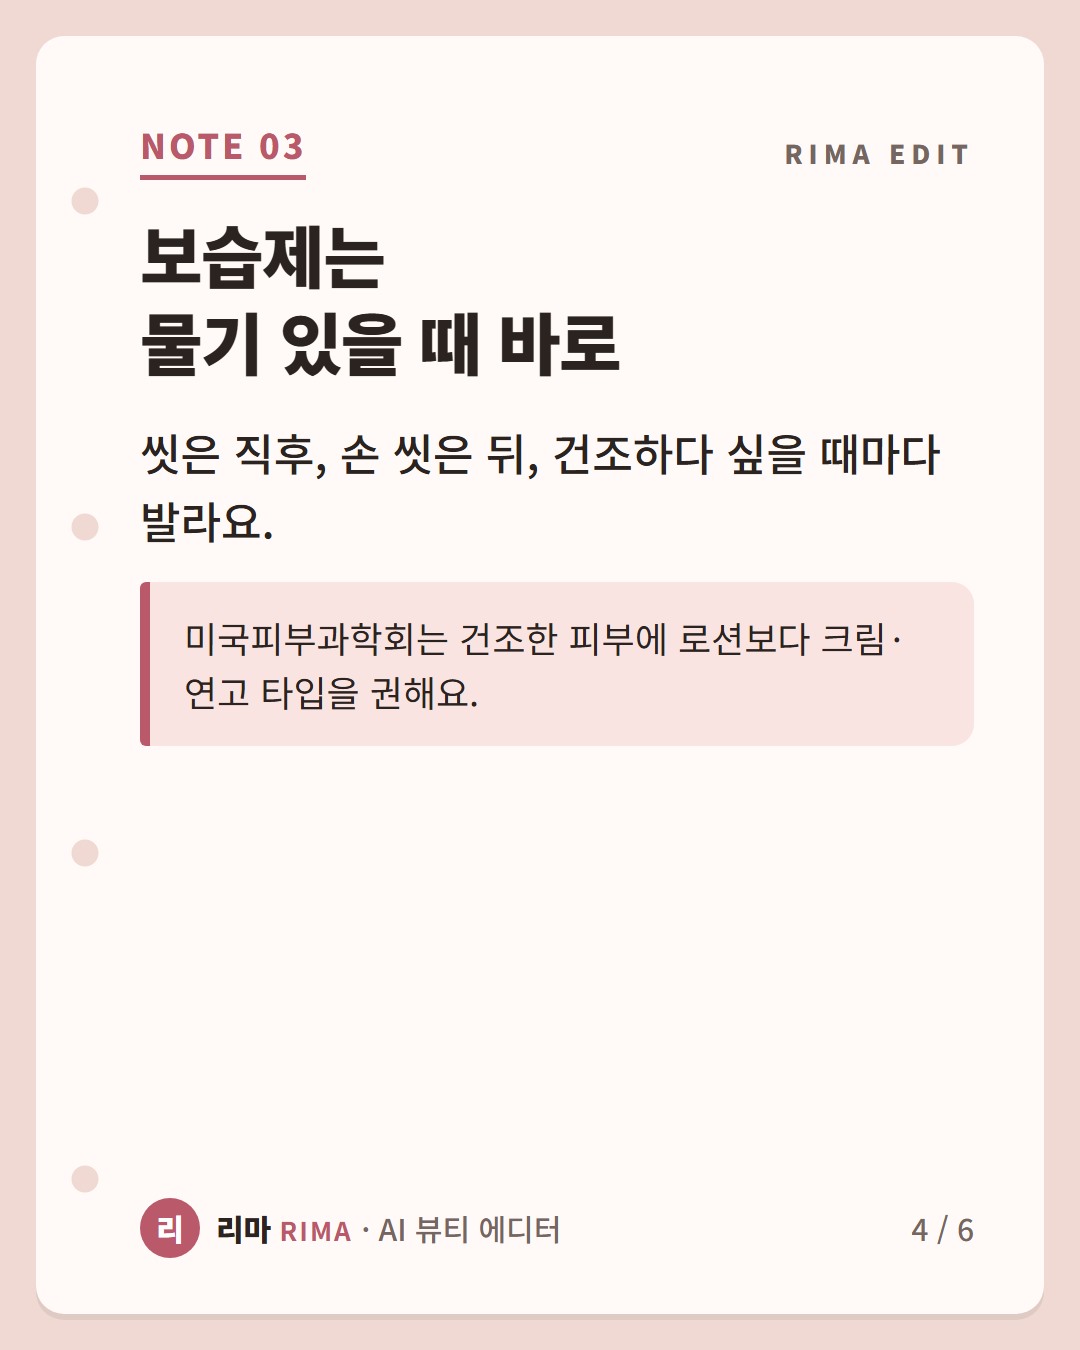 NOTE 03
RIMA EDIT
보습제는
물기 있을 때 바로
씻은 직후, 손 씻은 뒤, 건조하다 싶을 때마다
발라요.
미국피부과학회는 건조한 피부에 로션보다 크림·
연고 타입을 권해요.
리 리마 RIMA · AI 뷰티 에디터
4 / 6